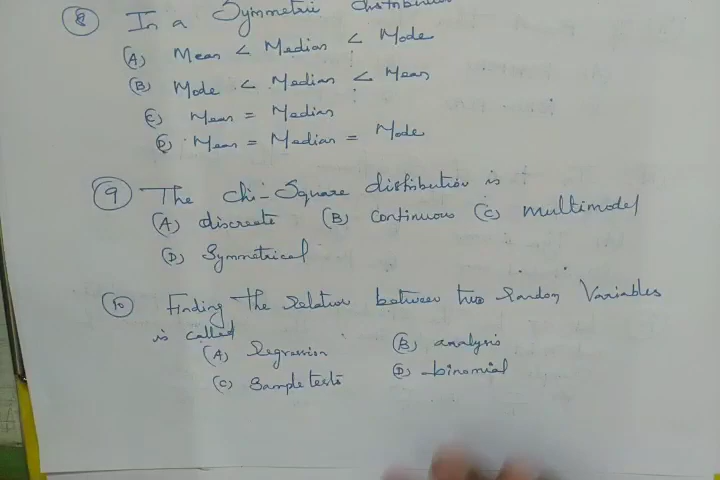 (8) In a Symmetric distribution
(A) Mean < Median < Mode
(B) Mode < Median < Mean
(C) Mean = Median
(D) Mean = Median = Mode
(9) The chi-Square distribution is
(A) discreate (B) continuous (C) multimodel
(D) Symmetrical
(10) Finding the relation between two random Variables
is called
(A) regression (B) analysis
(C) Sample tests (D) binomial